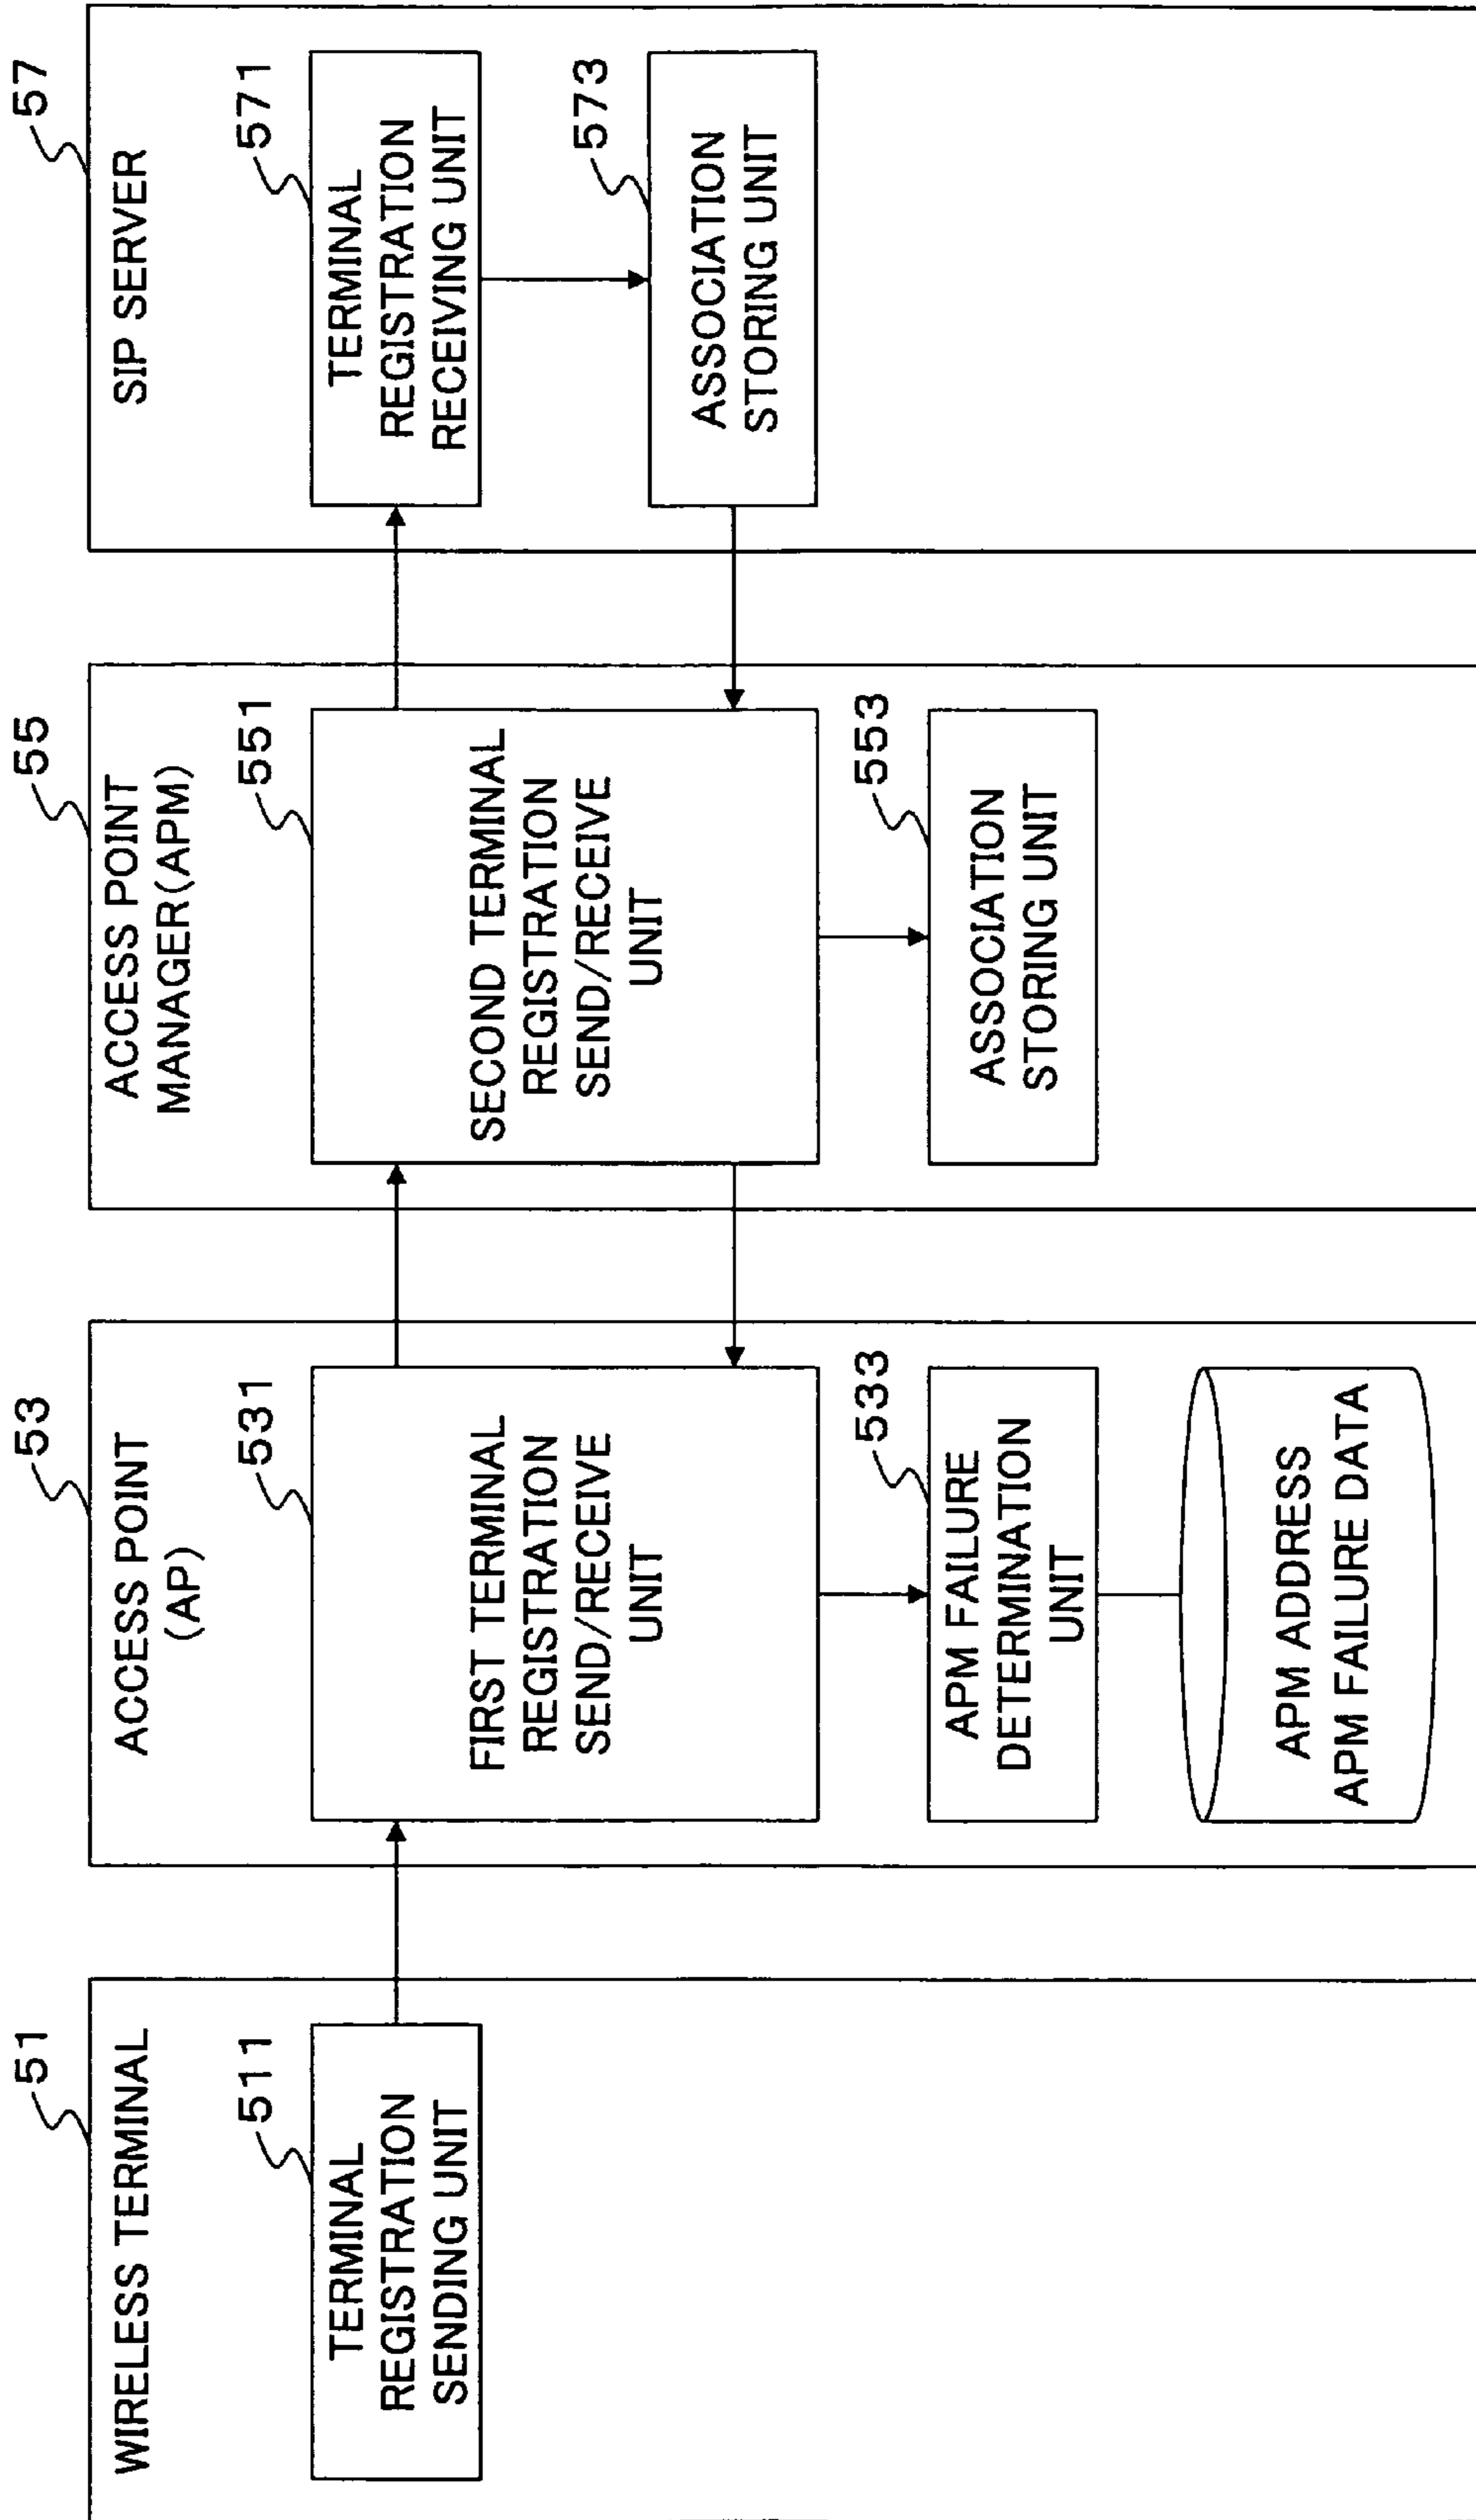 51
WIRELESS TERMINAL
511
TERMINAL
REGISTRATION
SENDING UNIT
53
ACCESS POINT
(AP)
531
FIRST TERMINAL
REGISTRATION
SEND/RECEIVE
UNIT
533
APM FAILURE
DETERMINATION
UNIT
APM ADDRESS
APM FAILURE DATA
55
ACCESS POINT
MANAGER(APM)
551
SECOND TERMINAL
REGISTRATION
SEND/RECEIVE
UNIT
553
ASSOCIATION
STORING UNIT
57
SIP SERVER
571
TERMINAL
REGISTRATION
RECEIVING UNIT
573
ASSOCIATION
STORING UNIT